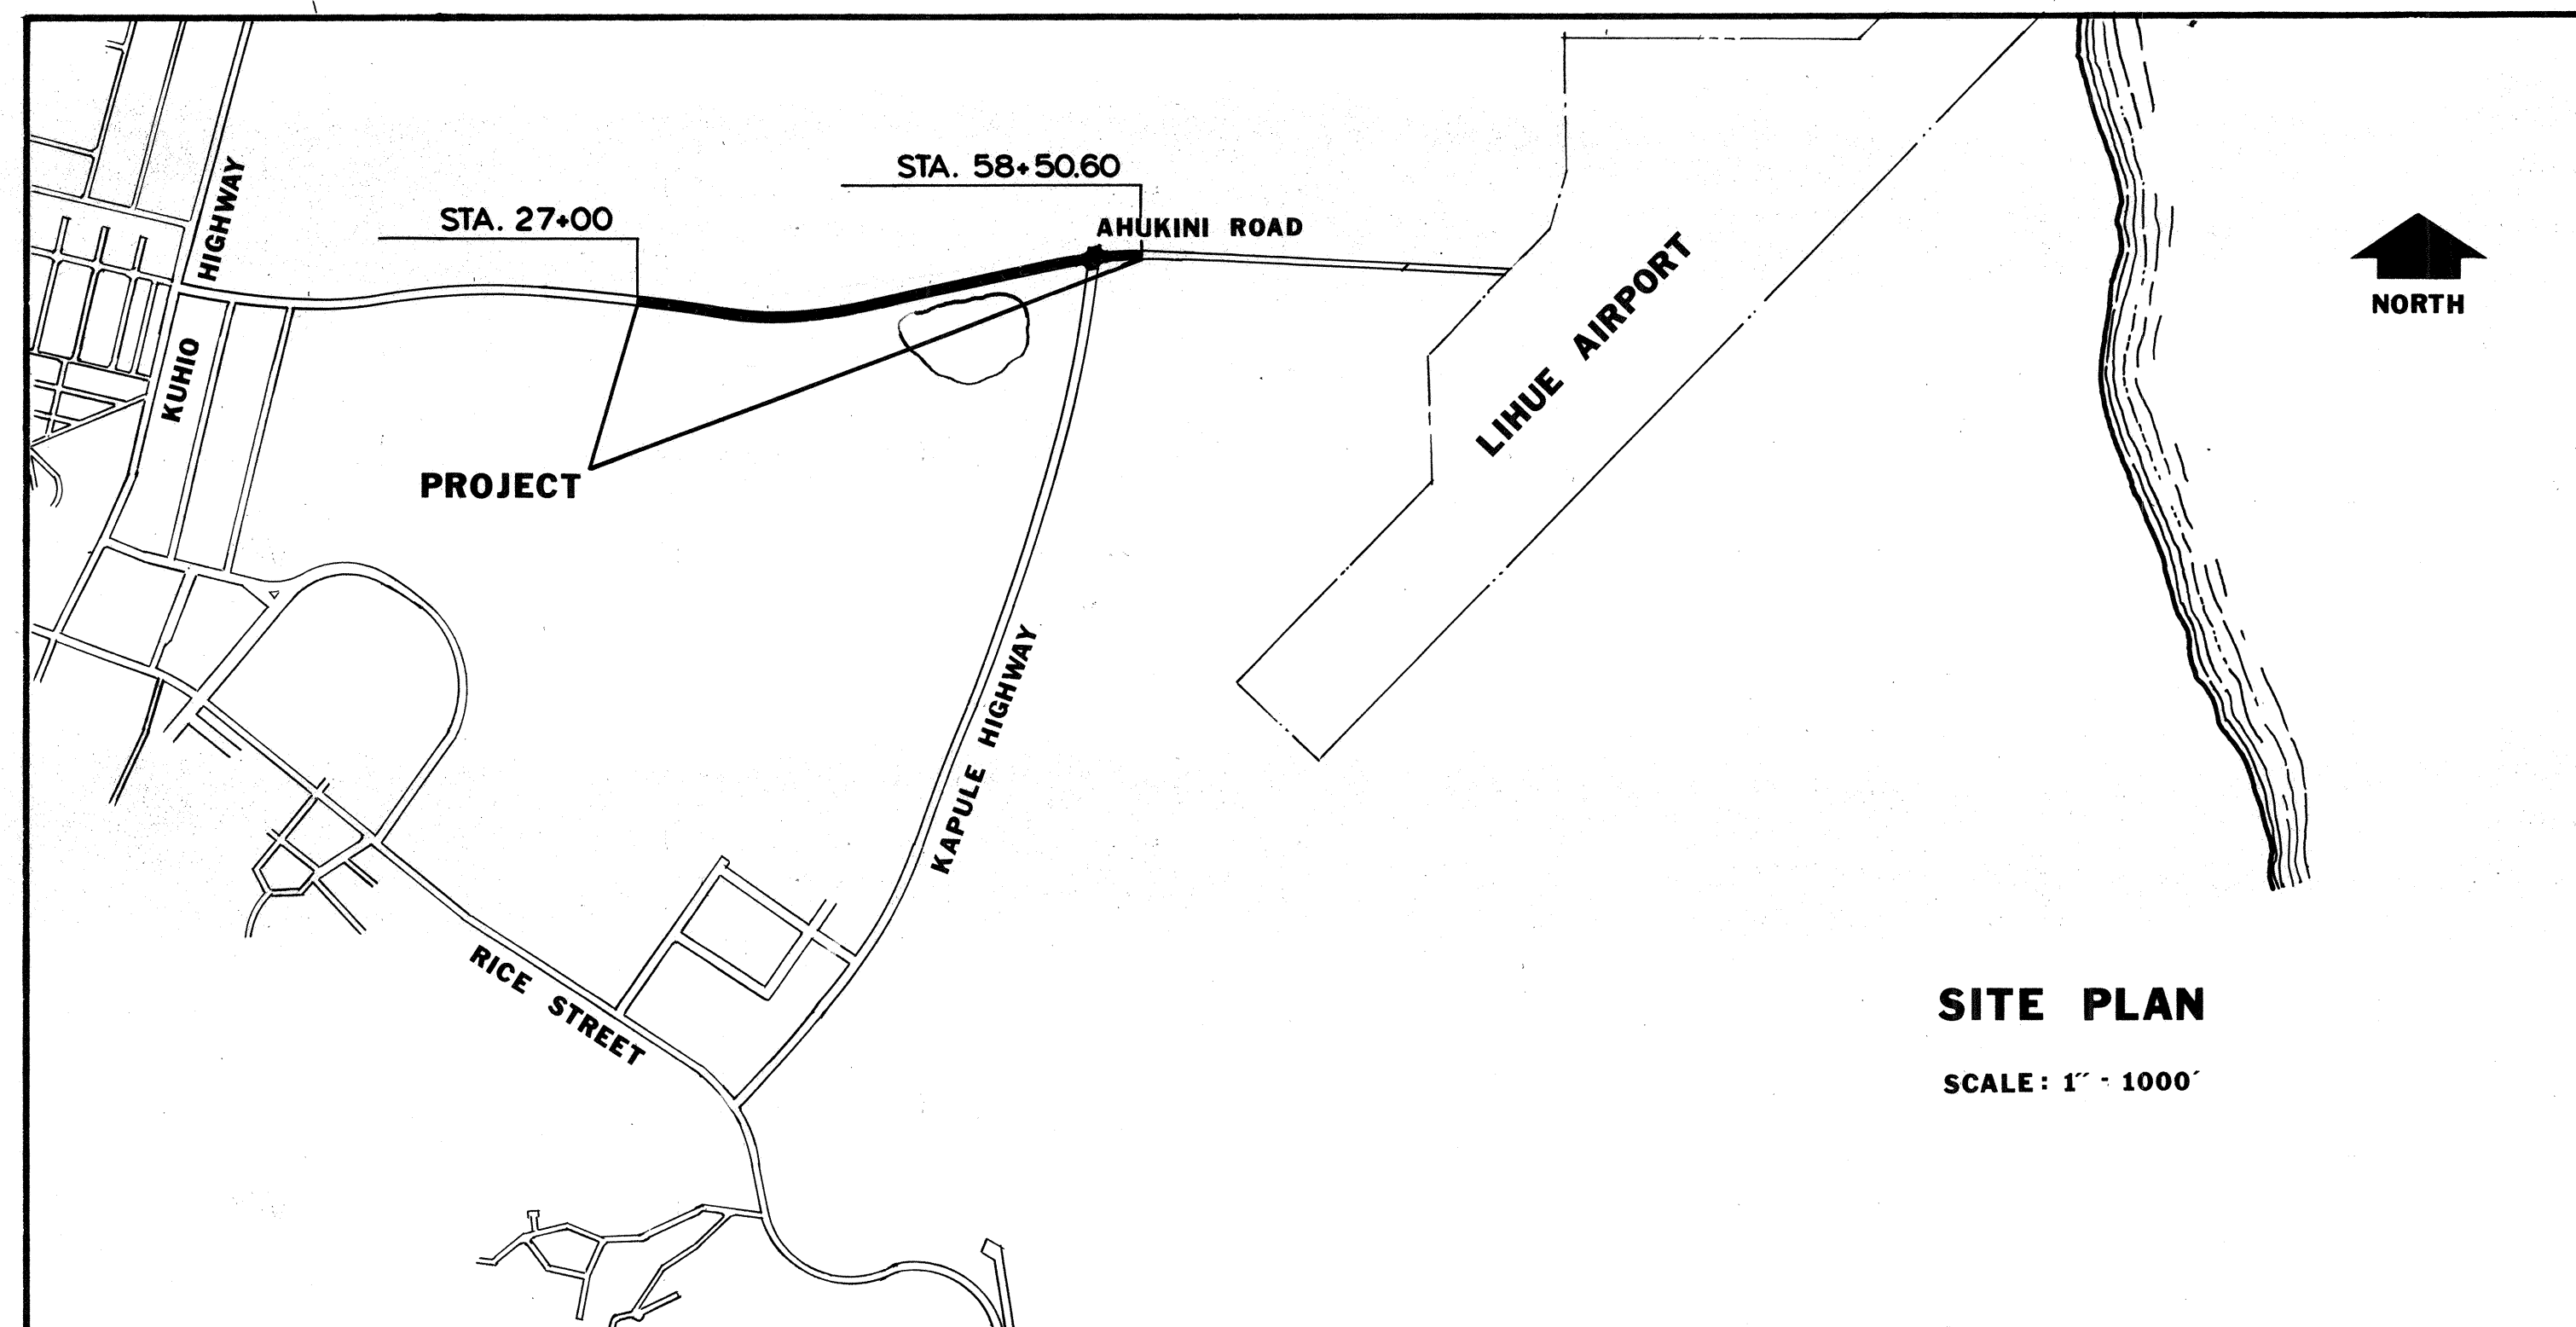 STA. 58+50.60
STA. 27+00
HIGHWAY
AHUKINI ROAD
NORTH
KUHIO
LIHUE AIRPORT
PROJECT
KAPULE HIGHWAY
RICE STREET
SITE PLAN
SCALE: 1" - 1000'